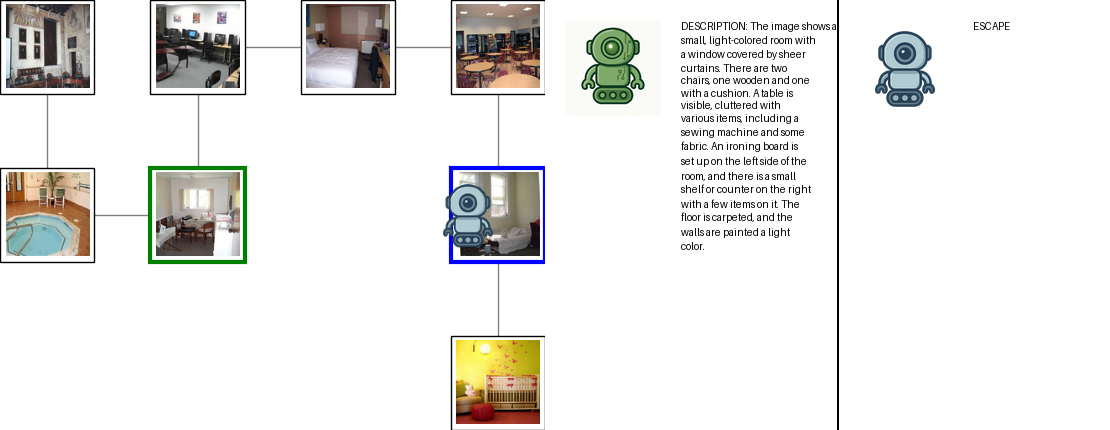 DESCRIPTION: The image shows a
small, light-colored room with
a window covered by sheer
curtains. There are two
chairs, one wooden and one
with a cushion. A table is
visible, cluttered with
various items, including a
sewing machine and some
fabric. An ironing board is
set up on the left side of the
room, and there is a small
shelf or counter on the right
with a few items on it. The
floor is carpeted, and the
walls are painted a light
color.
ESCAPE